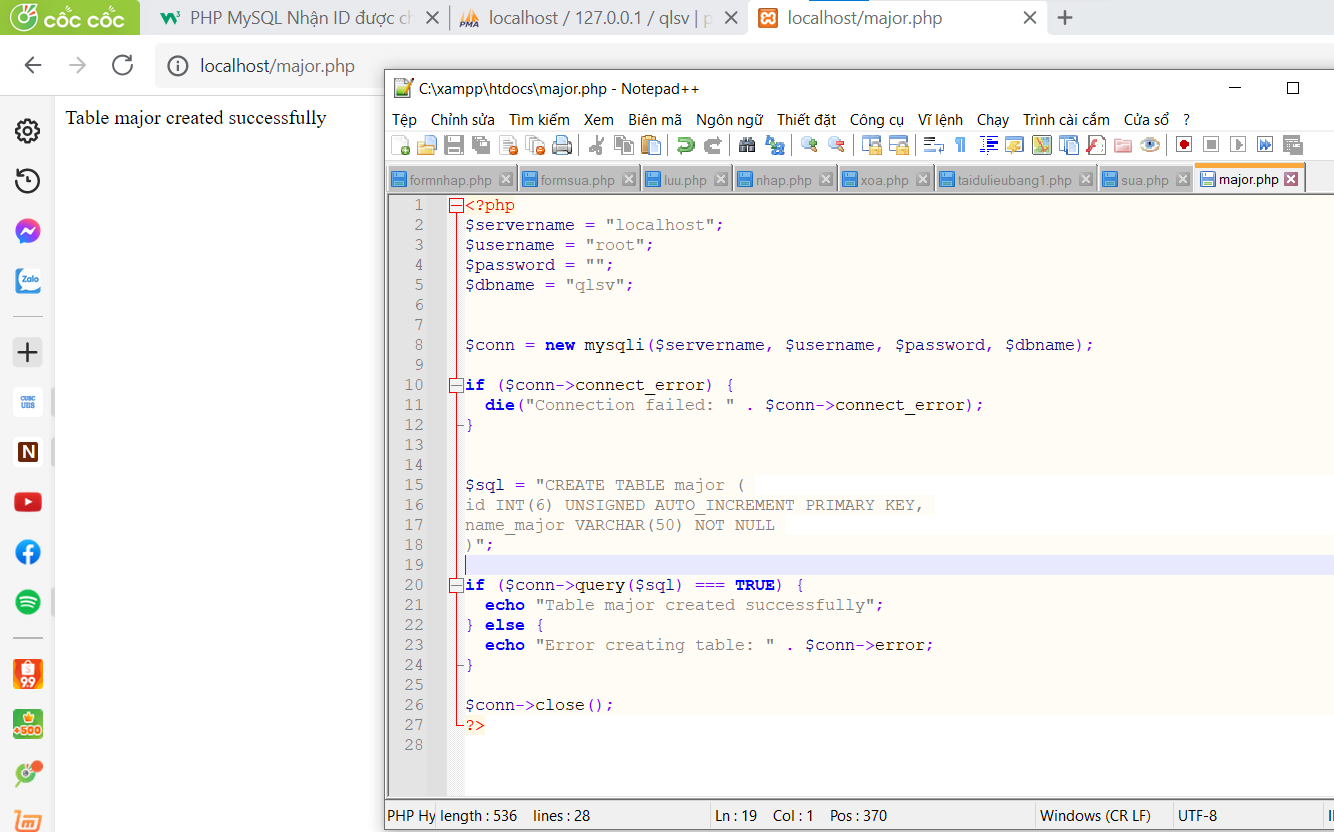 cốc cốc
PHP MySQL Nhận ID được ch
localhost / 127.0.0.1 / qlsv | p
localhost/major.php
localhost/major.php
Table major created successfully
C:\xampp\htdocs\major.php - Notepad++
Tệp Chỉnh sửa Tìm kiếm Xem Biên mã Ngôn ngữ Thiết đặt Công cụ Vĩ lệnh Chạy Trình cài cắm Cửa sổ ?
formnhap.php formsua.php luu.php nhap.php xoa.php taidulieubang1.php sua.php major.php
1 <?php
2 $servername = "localhost";
3 $username = "root";
4 $password = "";
5 $dbname = "qlsv";
6
7
8 $conn = new mysqli($servername, $username, $password, $dbname);
9
10 if ($conn->connect_error) {
11 die("Connection failed: " . $conn->connect_error);
12 }
13
14
15 $sql = "CREATE TABLE major (
16 id INT(6) UNSIGNED AUTO_INCREMENT PRIMARY KEY,
17 name_major VARCHAR(50) NOT NULL
18 )";
19
20 if ($conn->query($sql) === TRUE) {
21 echo "Table major created successfully";
22 } else {
23 echo "Error creating table: " . $conn->error;
24 }
25
26 $conn->close();
27 ?>
28
PHP Hy length : 536 lines : 28 Ln : 19 Col : 1 Pos : 370 Windows (CR LF) UTF-8
W3
PMA
Zalo
CUSC
UBS
N
9.9
+500
m